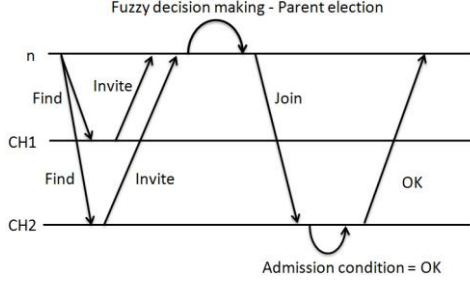 Fuzzy decision making - Parent election
n
Invite
Find
Join
CH1
Find
Invite
OK
CH2
Admission condition = OK